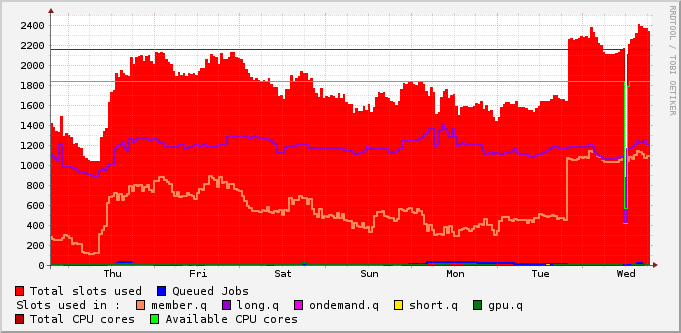 2400
2200
2000
1800
1600
1400
1200
1000
800
600
400
200
0
Thu Fri Sat Sun Mon Tue Wed
RRDTOOL / TOBI OETIKER
Total slots used Queued Jobs
Slots used in : member.q long.q ondemand.q short.q gpu.q
Total CPU cores Available CPU cores